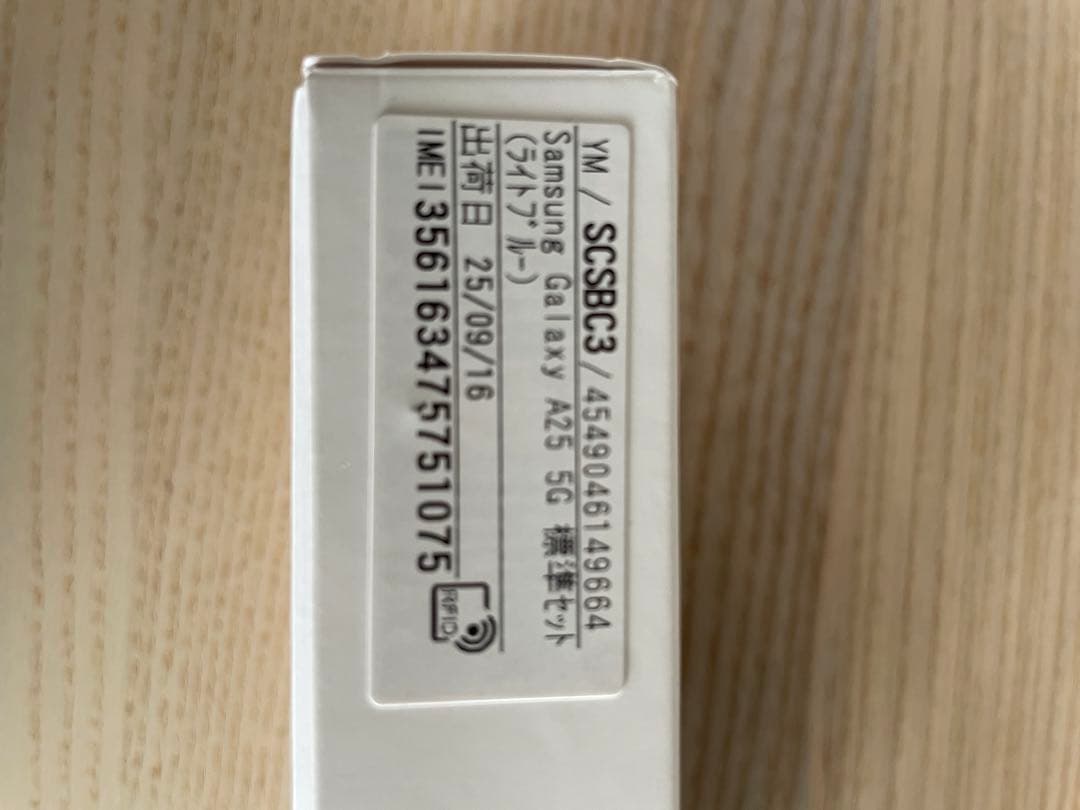 YM / SCSBC3 / 4549046149664
Samsung Galaxy A25 5G 標準セット
(ライトブルー)
出荷日 25/09/16
IMEI 356163475751075
RFID